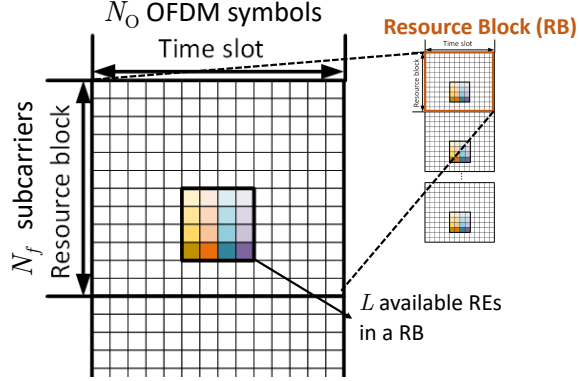 N_O OFDM symbols
Time slot
N_f subcarriers
Resource block
L available REs
in a RB
Resource Block (RB)
Time slot
Resource block
...